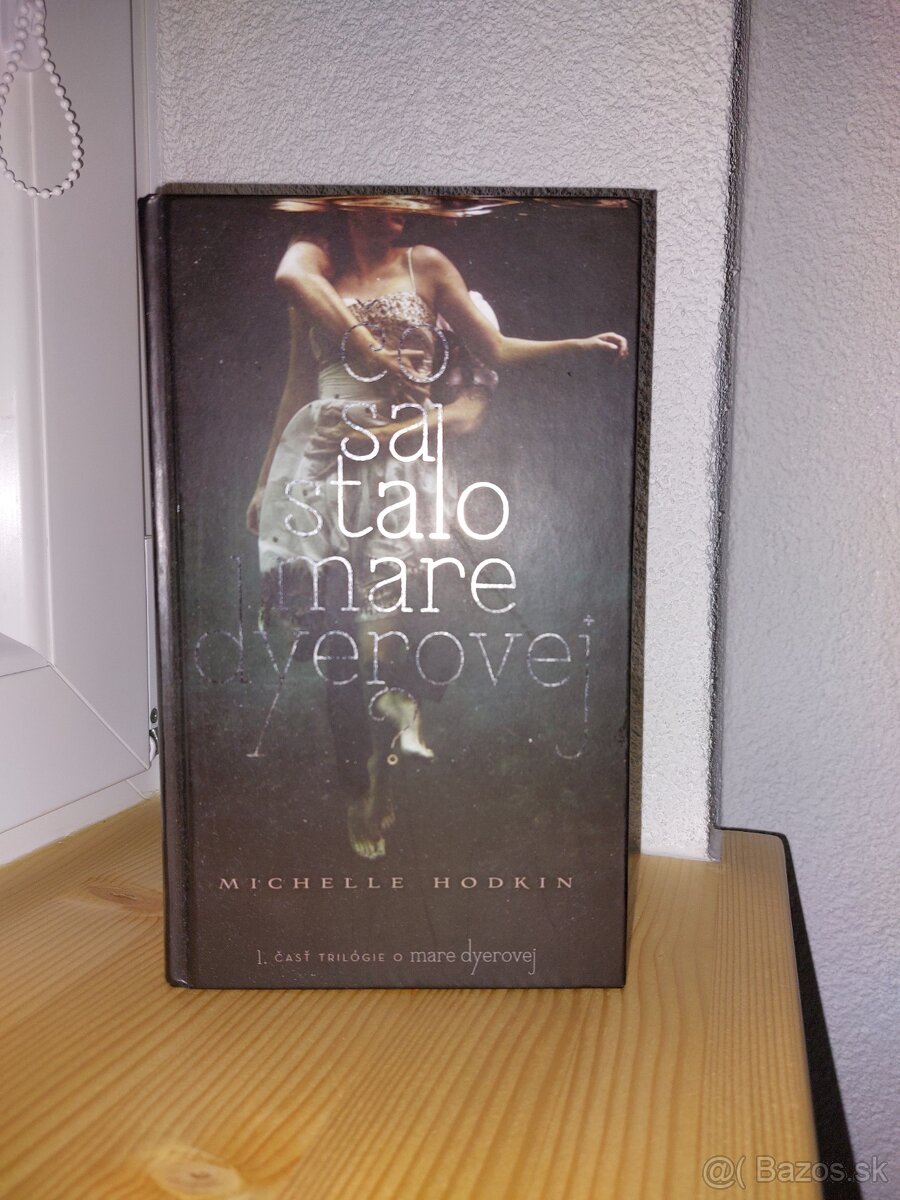 čo
sa
stalo
mare
dyerovej
?
MICHELLE HODKIN
1. ČASŤ TRILÓGIE O mare dyerovej
@( Bazos.sk